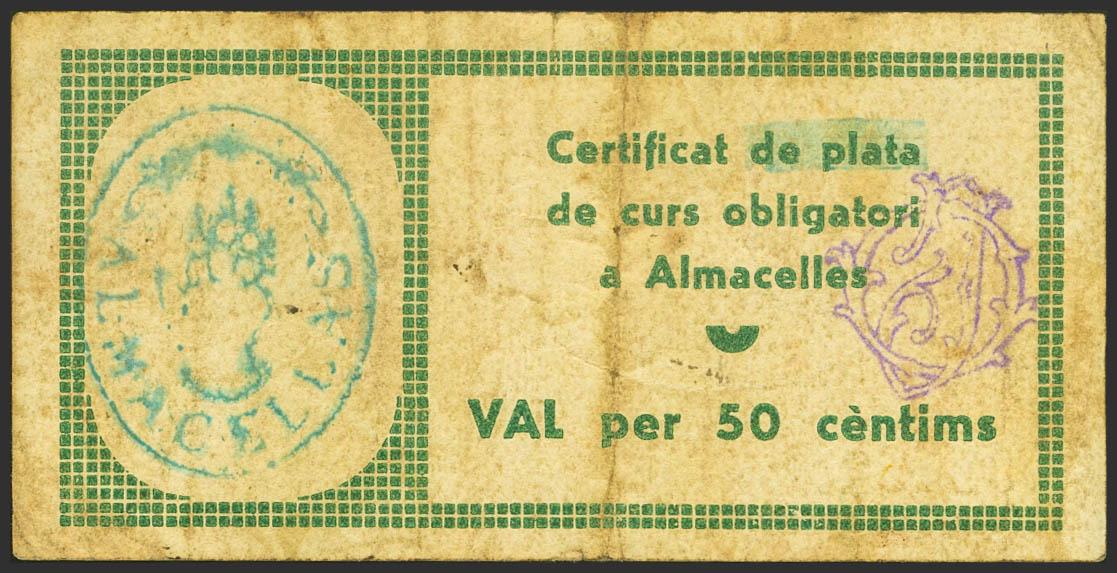 ALMACELLES
Certificat de plata
de curs obligatori
a Almacelles
VAL per 50 cèntims